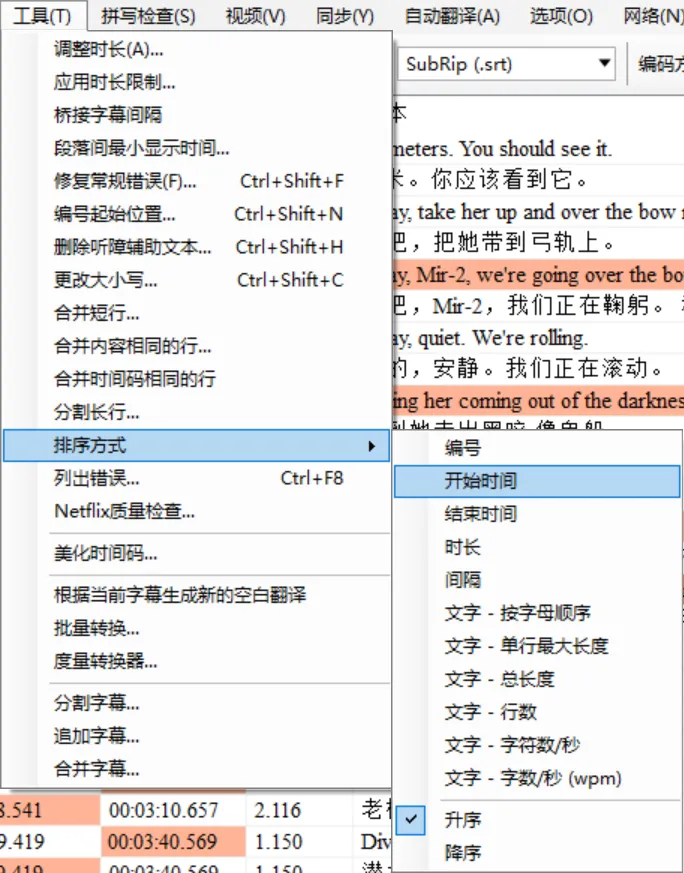 工具(T) 拼写检查(S) 视频(V) 同步(Y) 自动翻译(A) 选项(O) 网络(N)
调整时长(A)...
应用时长限制...
SubRip (.srt) 编码方
桥接字幕间隔
本
段落间最小显示时间...
meters. You should see it.
修复常规错误(F)... Ctrl+Shift+F
米。你应该看到它。
编号起始位置... Ctrl+Shift+N
ay, take her up and over the bow
删除听障辅助文本... Ctrl+Shift+H
吧，把她带到弓轨上。
更改大小写... Ctrl+Shift+C
ay, Mir-2, we're going over the bo
合并短行...
吧，Mir-2，我们正在鞠躬。
合并内容相同的行...
ay, quiet. We're rolling.
合并时间码相同的行
的，安静。我们正在滚动。
分割长行...
ing her coming out of the darknes
排序方式
列出错误... Ctrl+F8
Netflix质量检查...
美化时间码...
根据当前字幕生成新的空白翻译
批量转换...
度量转换器...
分割字幕...
追加字幕...
合并字幕...
编号
开始时间
结束时间
时长
间隔
文字 - 按字母顺序
文字 - 单行最大长度
文字 - 总长度
文字 - 行数
文字 - 字符数/秒
文字 - 字数/秒 (wpm)
升序
降序
8.541 00:03:10.657 2.116 老
9.419 00:03:40.569 1.150 Div
9.419 00:03:40.569 1.150